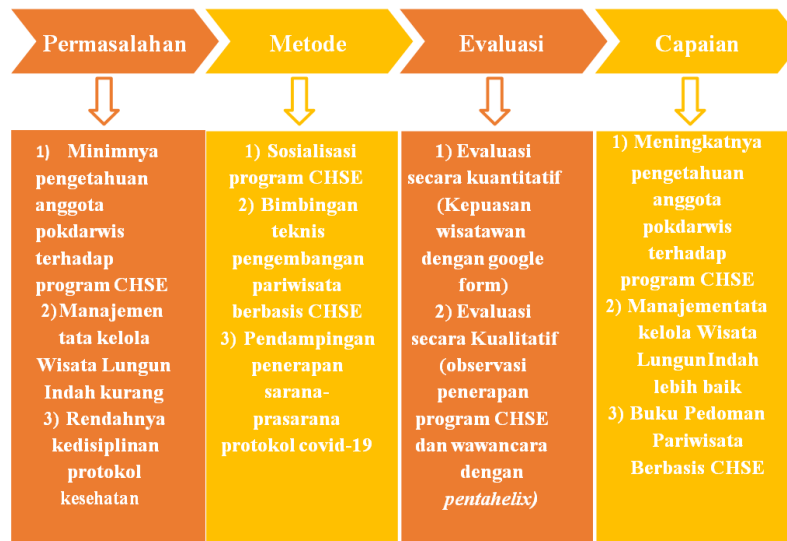 Permasalahan
Metode
Evaluasi
Capaian
1) Minimnya
pengetahuan
anggota
pokdarwis
terhadap
program CHSE
2)Manajemen
tata kelola
Wisata Lungun
Indah kurang
3) Rendahnya
kedisiplinan
protokol
kesehatan
1) Sosialisasi
program CHSE
2) Bimbingan
teknis
pengembangan
pariwisata
berbasis CHSE
3) Pendampingan
penerapan
sarana-
prasarana
protokol covid-19
1) Evaluasi
secara kuantitatif
(Kepuasan
wisatawan
dengan google
form)
2) Evaluasi
secara Kualitatif
(observasi
penerapan
program CHSE
dan wawancara
dengan
pentahelix)
1) Meningkatnya
pengetahuan
anggota
pokdarwis
terhadap
program CHSE
2) Manajementata
kelola Wisata
LungunIndah
lebih baik
3) Buku Pedoman
Pariwisata
Berbasis CHSE